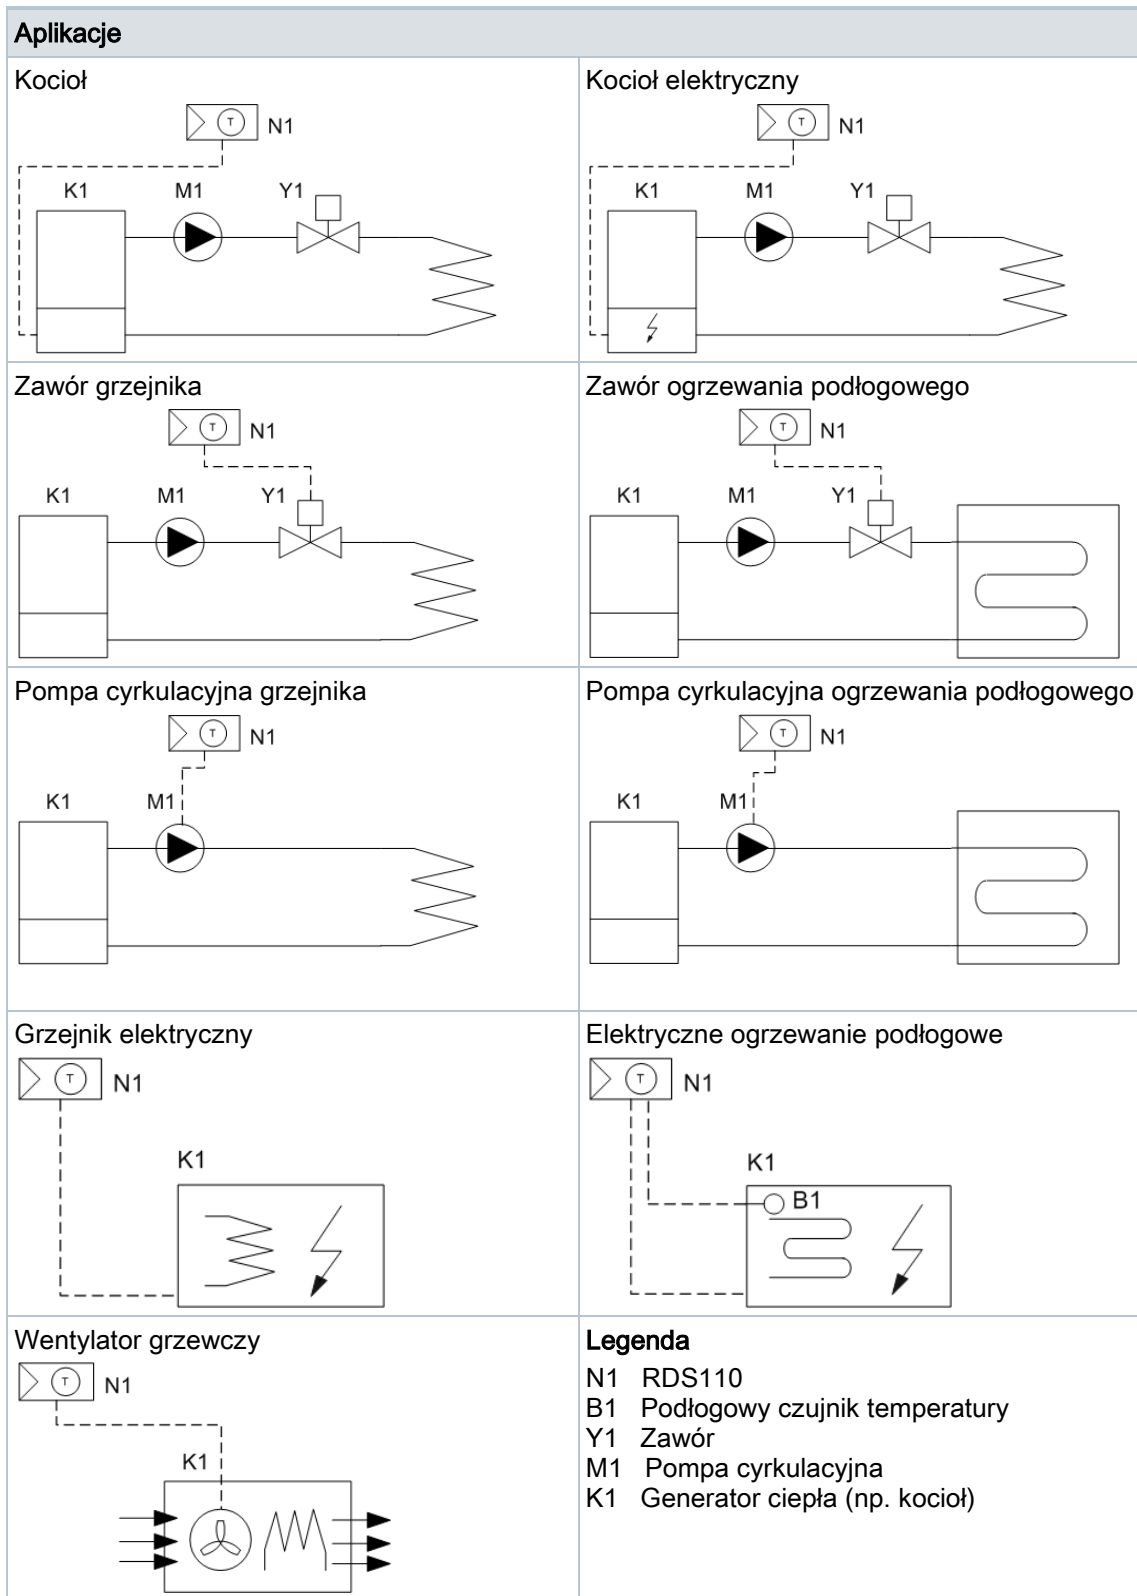 Aplikacje
Kocioł
N1
K1 M1 Y1
Kocioł elektryczny
N1
K1 M1 Y1
Zawór grzejnika
N1
K1 M1 Y1
Zawór ogrzewania podłogowego
N1
K1 M1 Y1
Pompa cyrkulacyjna grzejnika
N1
K1 M1
Pompa cyrkulacyjna ogrzewania podłogowego
N1
K1 M1
Grzejnik elektryczny
T N1
K1
Elektryczne ogrzewanie podłogowe
T N1
K1
B1
Wentylator grzewczy
T N1
K1
Legenda
N1 RDS110
B1 Podłogowy czujnik temperatury
Y1 Zawór
M1 Pompa cyrkulacyjna
K1 Generator ciepła (np. kocioł)